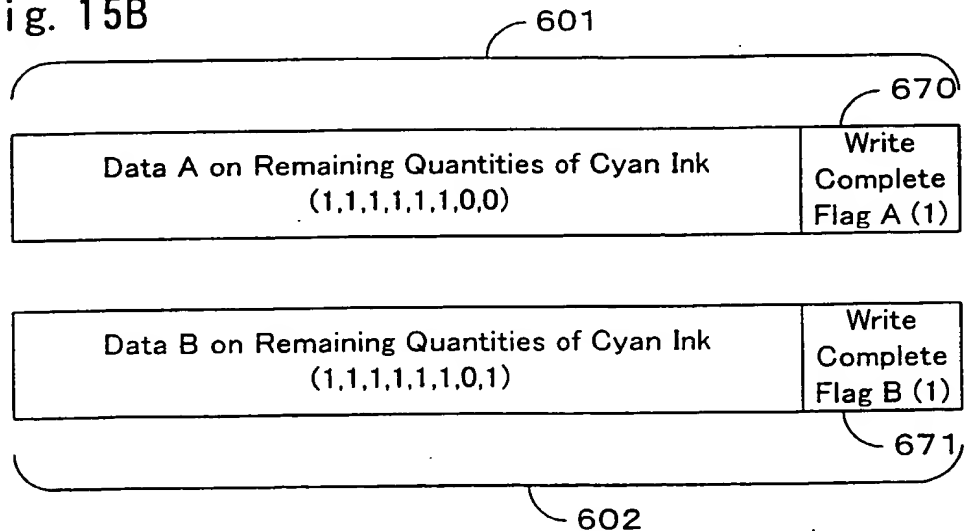 ig. 15B
601
670
Data A on Remaining Quantities of Cyan Ink
(1,1,1,1,1,1,0,0)
Write
Complete
Flag A (1)
Data B on Remaining Quantities of Cyan Ink
(1,1,1,1,1,1,0,1)
Write
Complete
Flag B (1)
671
602